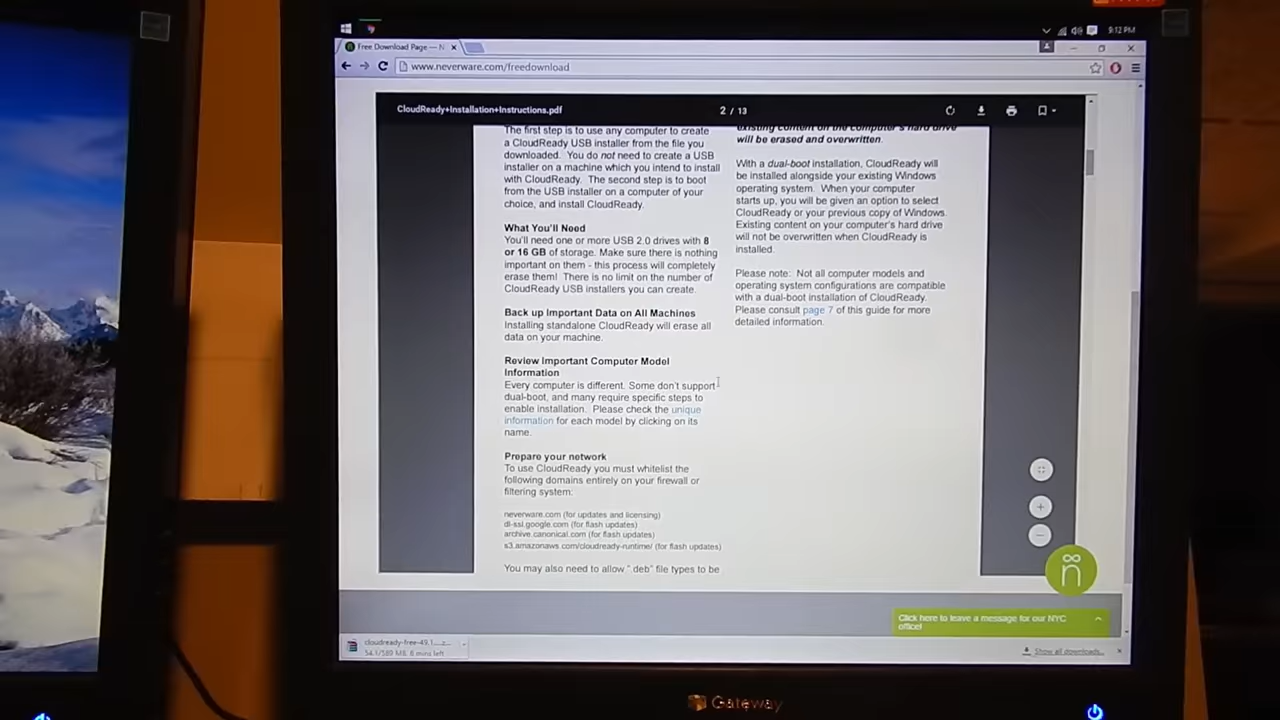 9:12 PM
Free Download Page — N
www.neverware.com/freedownload
CloudReady+Installation+Instructions.pdf
2 / 13
The first step is to use any computer to create
a CloudReady USB installer from the file you
downloaded. You do not need to create a USB
installer on a machine which you intend to install
with CloudReady. The second step is to boot
from the USB installer on a computer of your
choice, and install CloudReady.
What You'll Need
You'll need one or more USB 2.0 drives with 8
or 16 GB of storage. Make sure there is nothing
important on them - this process will completely
erase them! There is no limit on the number of
CloudReady USB installers you can create.
Back up Important Data on All Machines
Installing standalone CloudReady will erase all
data on your machine.
Review Important Computer Model
Information
Every computer is different. Some don't support
dual-boot, and many require specific steps to
enable installation. Please check the unique
information for each model by clicking on its
name.
Prepare your network
To use CloudReady you must whitelist the
following domains entirely on your firewall or
filtering system:
neverware.com (for updates and licensing)
dl-ssl.google.com (for flash updates)
archive.canonical.com (for flash updates)
s3.amazonaws.com/cloudready-runtime/ (for flash updates)
You may also need to allow ".deb" file types to be
existing content on the computer's hard drive
will be erased and overwritten.
With a dual-boot installation, CloudReady will
be installed alongside your existing Windows
operating system. When your computer
starts up, you will be given an option to select
CloudReady or your previous copy of Windows.
Existing content on your computer's hard drive
will not be overwritten when CloudReady is
installed.
Please note: Not all computer models and
operating system configurations are compatible
with a dual-boot installation of CloudReady.
Please consult page 7 of this guide for more
detailed information.
n
Click here to leave a message for our NYC
office!
cloudready-free-49.1....z...
54.1/589 MB, 6 mins left
Show all downloads...
Gateway